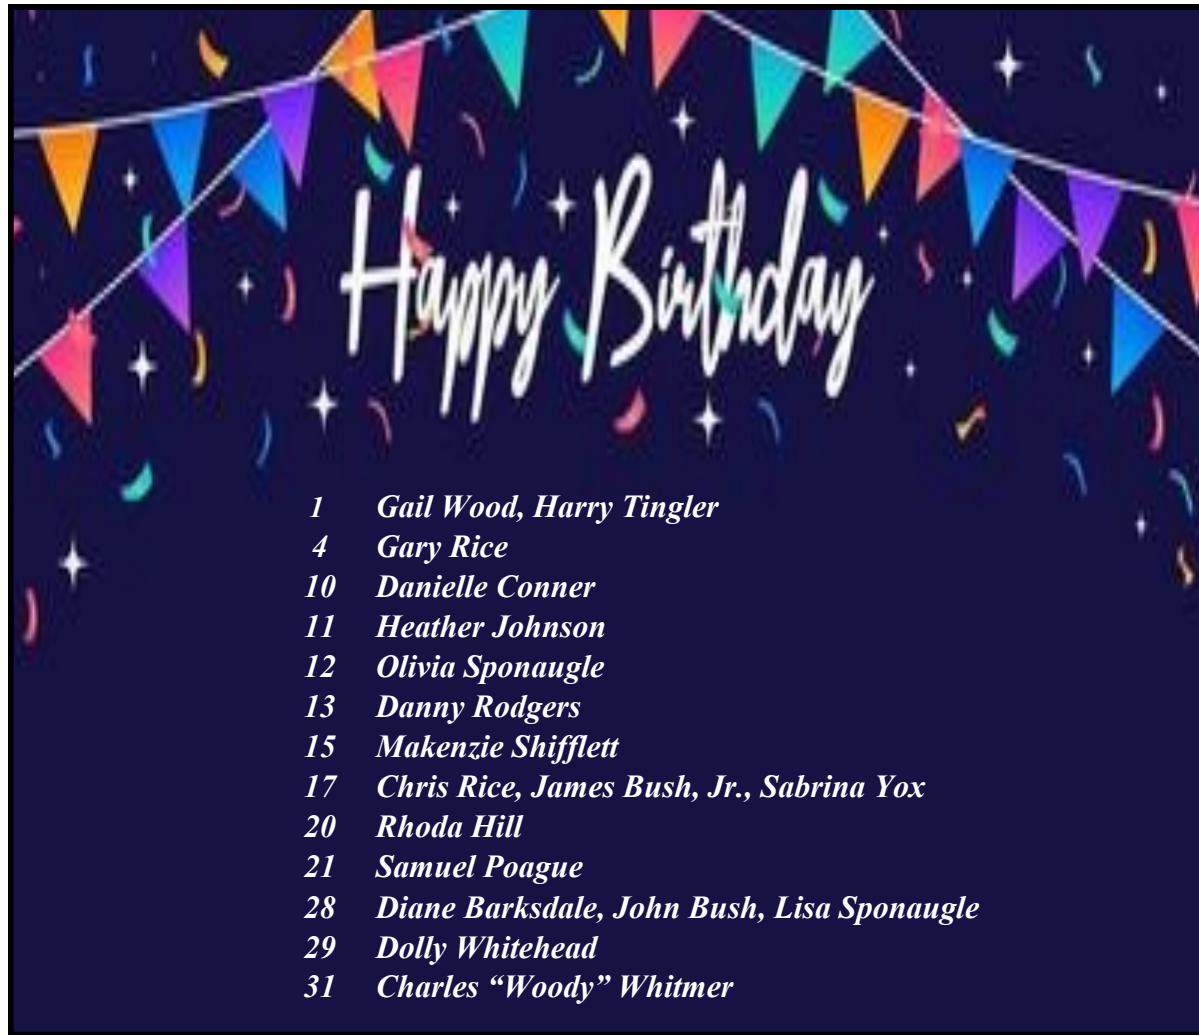 Happy Birthday
1 Gail Wood, Harry Tingler
4 Gary Rice
10 Danielle Conner
11 Heather Johnson
12 Olivia Sponaugle
13 Danny Rodgers
15 Makenzie Shifflett
17 Chris Rice, James Bush, Jr., Sabrina Yox
20 Rhoda Hill
21 Samuel Poague
28 Diane Barksdale, John Bush, Lisa Sponaugle
29 Dolly Whitehead
31 Charles “Woody” Whitmer